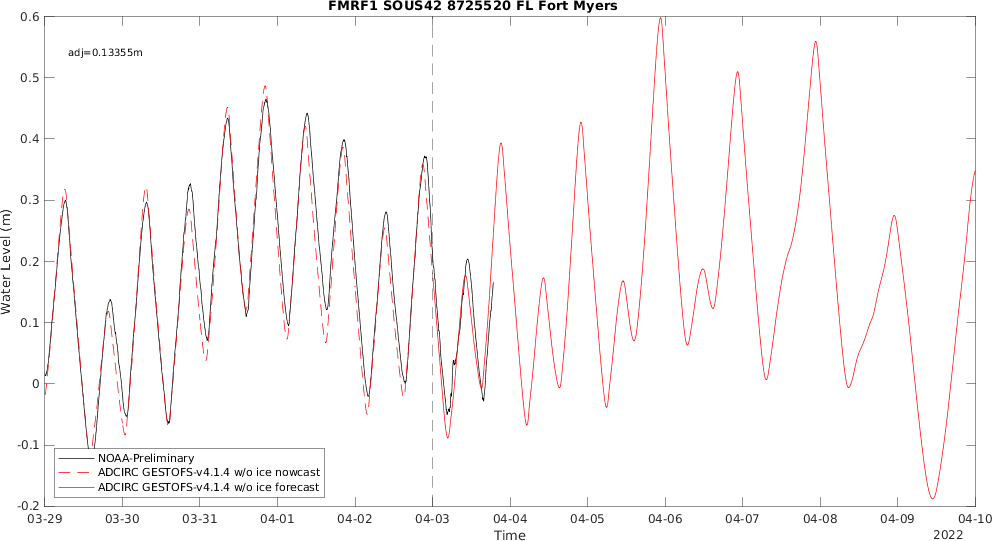 FMRF1 SOUS42 8725520 FL Fort Myers
adj=0.13355m
0.6
0.5
0.4
0.3
0.2
0.1
0
-0.1
-0.2
Water Level (m)
NOAA-Preliminary
ADCIRC GESTOFS-v4.1.4 w/o ice nowcast
ADCIRC GESTOFS-v4.1.4 w/o ice forecast
03-29 03-30 03-31 04-01 04-02 04-03 04-04 04-05 04-06 04-07 04-08 04-09 04-10
Time
2022